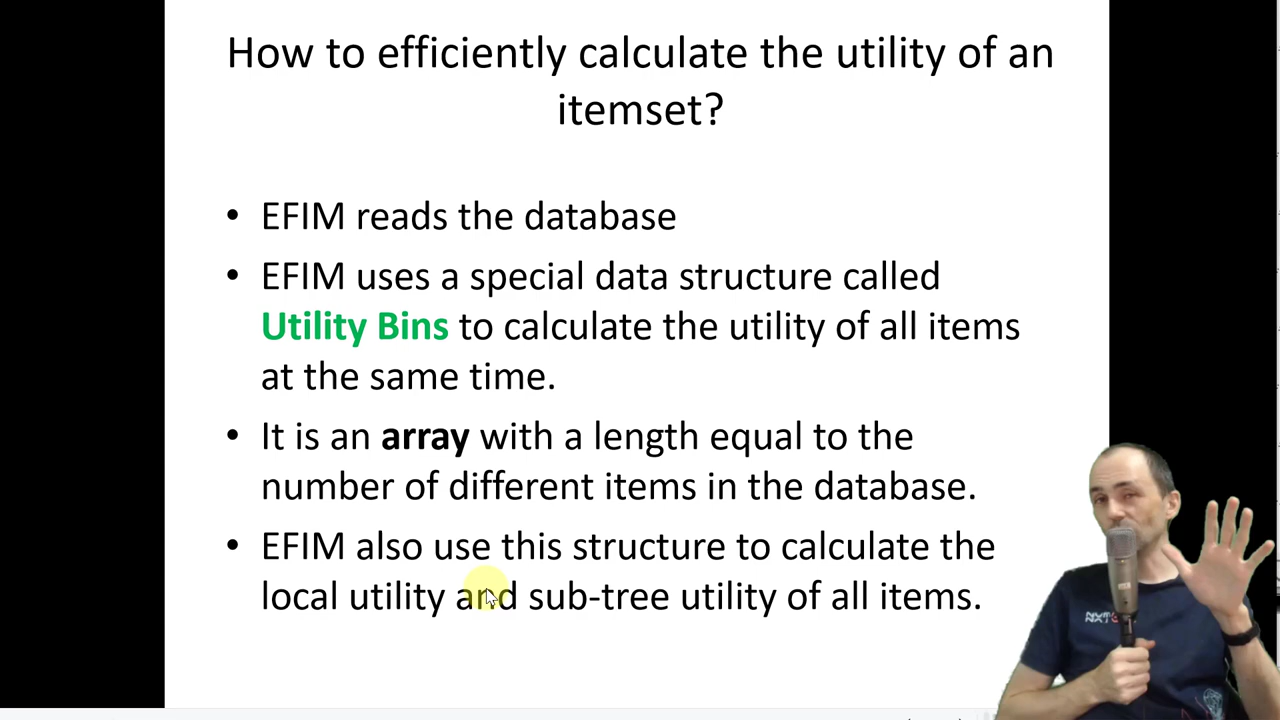 How to efficiently calculate the utility of an
itemset?
• EFIM reads the database
• EFIM uses a special data structure called
Utility Bins to calculate the utility of all items
at the same time.
• It is an array with a length equal to the
number of different items in the database.
• EFIM also use this structure to calculate the
local utility and sub-tree utility of all items.